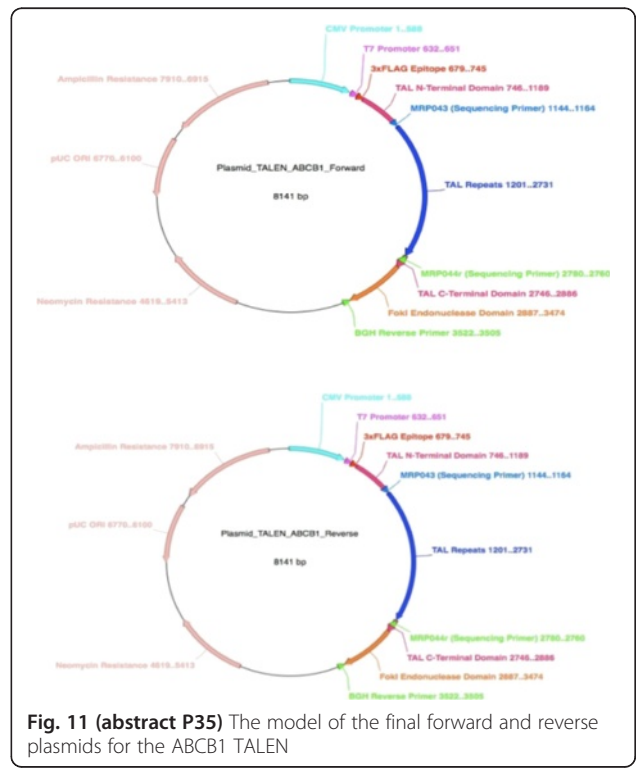 CMV Promoter 1..588
T7 Promoter 632..651
3xFLAG Epitope 679..745
Ampicillin Resistance 7910..6915
TAL N-Terminal Domain 746..1189
MRP043 (Sequencing Primer) 1144..1164
pUC ORI 6770..6100
Plasmid_TALEN_ABCB1_Forward
TAL Repeats 1201..2731
8141 bp
MRP044r (Sequencing Primer) 2780..2760
TAL C-Terminal Domain 2746..2886
Neomycin Resistance 4619..5413
FokI Endonuclease Domain 2887..3474
BGH Reverse Primer 3522..3505
CMV Promoter 1..588
T7 Promoter 632..651
3xFLAG Epitope 679..745
Ampicillin Resistance 7910..6915
TAL N-Terminal Domain 746..1189
MRP043 (Sequencing Primer) 1144..1164
pUC ORI 6770..6100
Plasmid_TALEN_ABCB1_Reverse
TAL Repeats 1201..2731
8141 bp
MRP044r (Sequencing Primer) 2780..2760
TAL C-Terminal Domain 2746..2886
Neomycin Resistance 4619..5413
FokI Endonuclease Domain 2887..3474
BGH Reverse Primer 3522..3505
Fig. 11 (abstract P35) The model of the final forward and reverse
plasmids for the ABCB1 TALEN